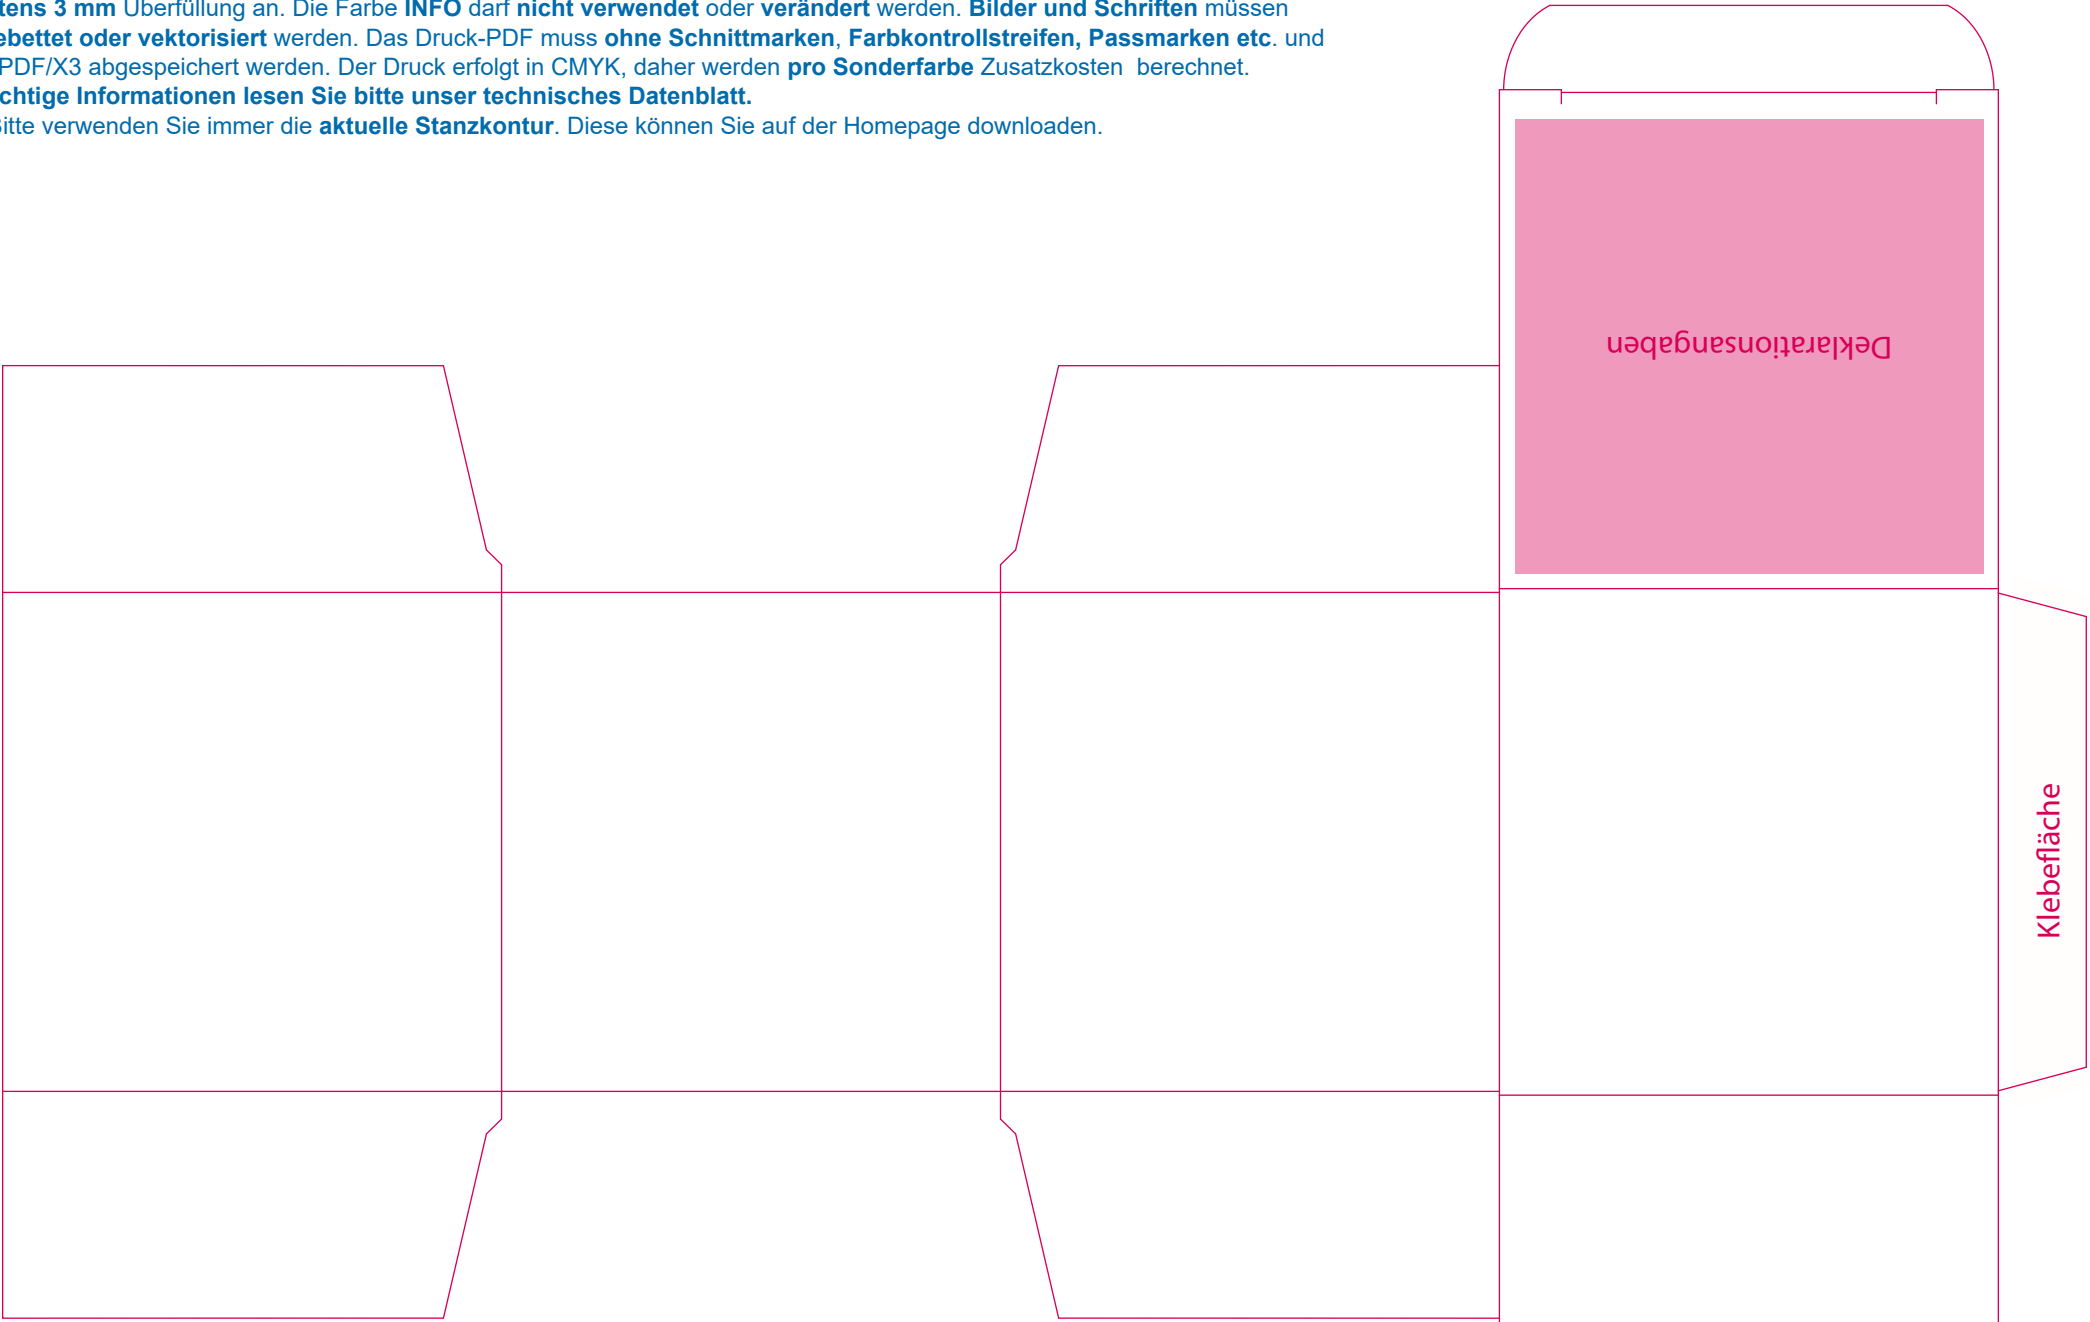 tens 3 mm Überfüllung an. Die Farbe INFO darf nicht verwendet oder verändert werden. Bilder und Schriften müssen
ebettet oder vektorisiert werden. Das Druck-PDF muss ohne Schnittmarken, Farbkontrollstreifen, Passmarken etc. und
PDF/X3 abgespeichert werden. Der Druck erfolgt in CMYK, daher werden pro Sonderfarbe Zusatzkosten berechnet.
chtige Informationen lesen Sie bitte unser technisches Datenblatt.
Bitte verwenden Sie immer die aktuelle Stanzkontur. Diese können Sie auf der Homepage downloaden.
Deklarationsangaben
Klebefläche